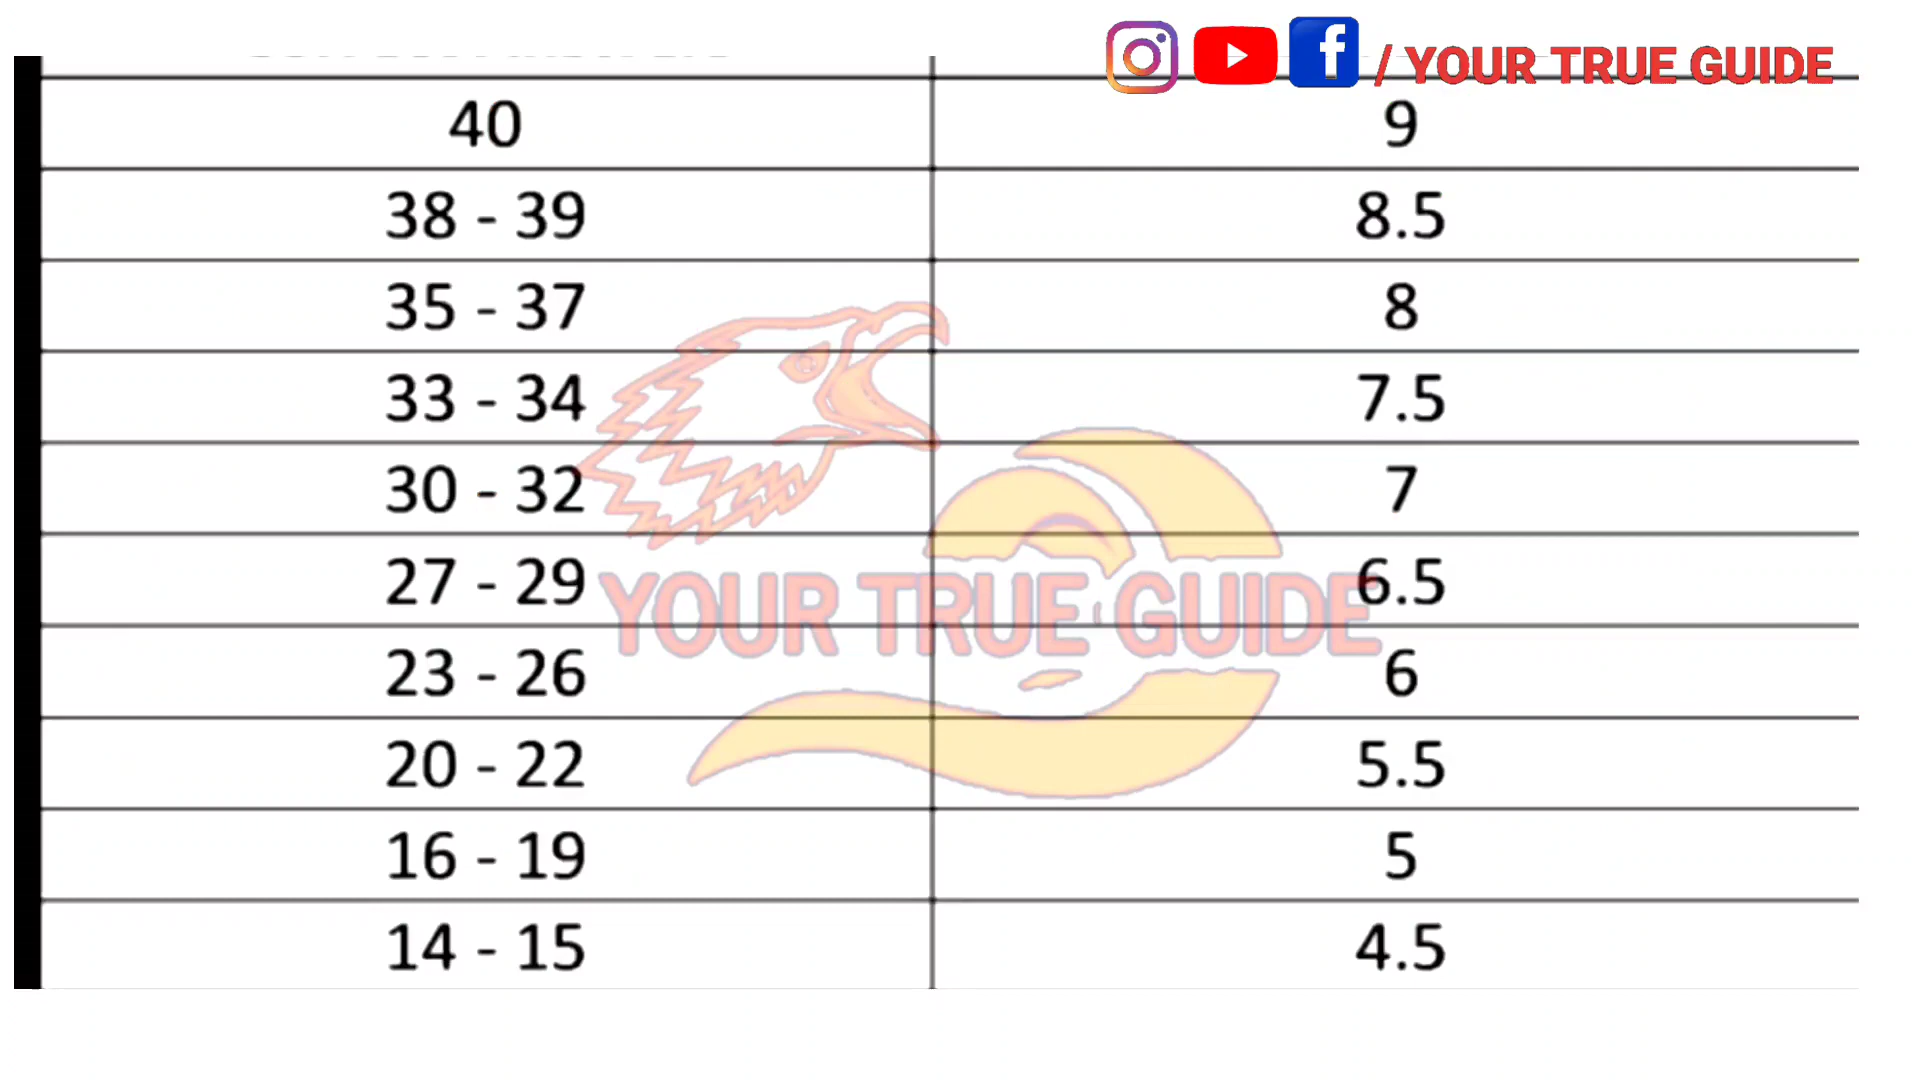 / YOUR TRUE GUIDE
40 9
38 - 39 8.5
35 - 37 8
33 - 34 7.5
30 - 32 7
27 - 29 6.5
YOUR TRUE GUIDE
23 - 26 6
20 - 22 5.5
16 - 19 5
14 - 15 4.5